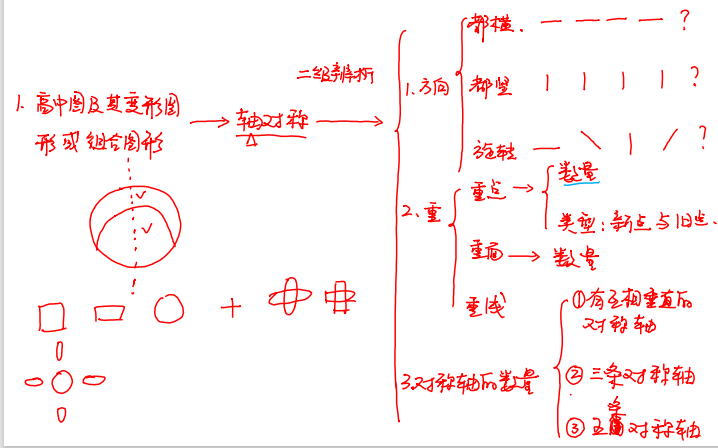 都横.
— — — — ?
二级辨析
1.方向
都竖
| | | | ?
1. 高中图及其变形图
形或组合图形
轴对称
旋转
— \ | / ?
重点
数量
2.重
类型:新点与旧点.
重面
数量
重线
①有互相垂直的
对称轴
3.对称轴的数量
②三条对称轴
③五条对称轴